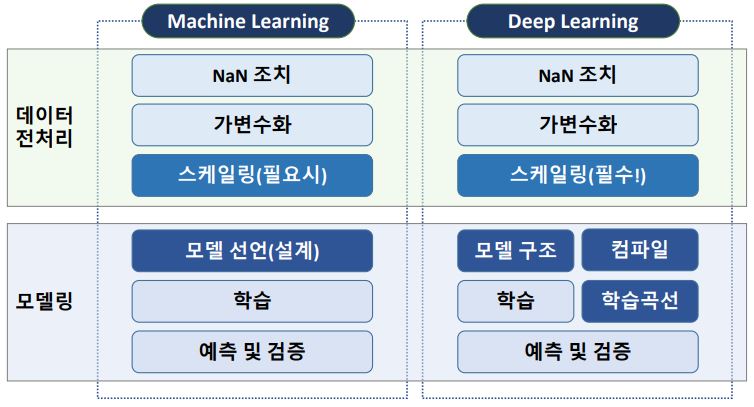 Machine Learning
Deep Learning
데이터
전처리
NaN 조치
NaN 조치
가변수화
가변수화
스케일링(필요시)
스케일링(필수!)
모델링
모델 선언(설계)
모델 구조
컴파일
학습
학습
학습곡선
예측 및 검증
예측 및 검증